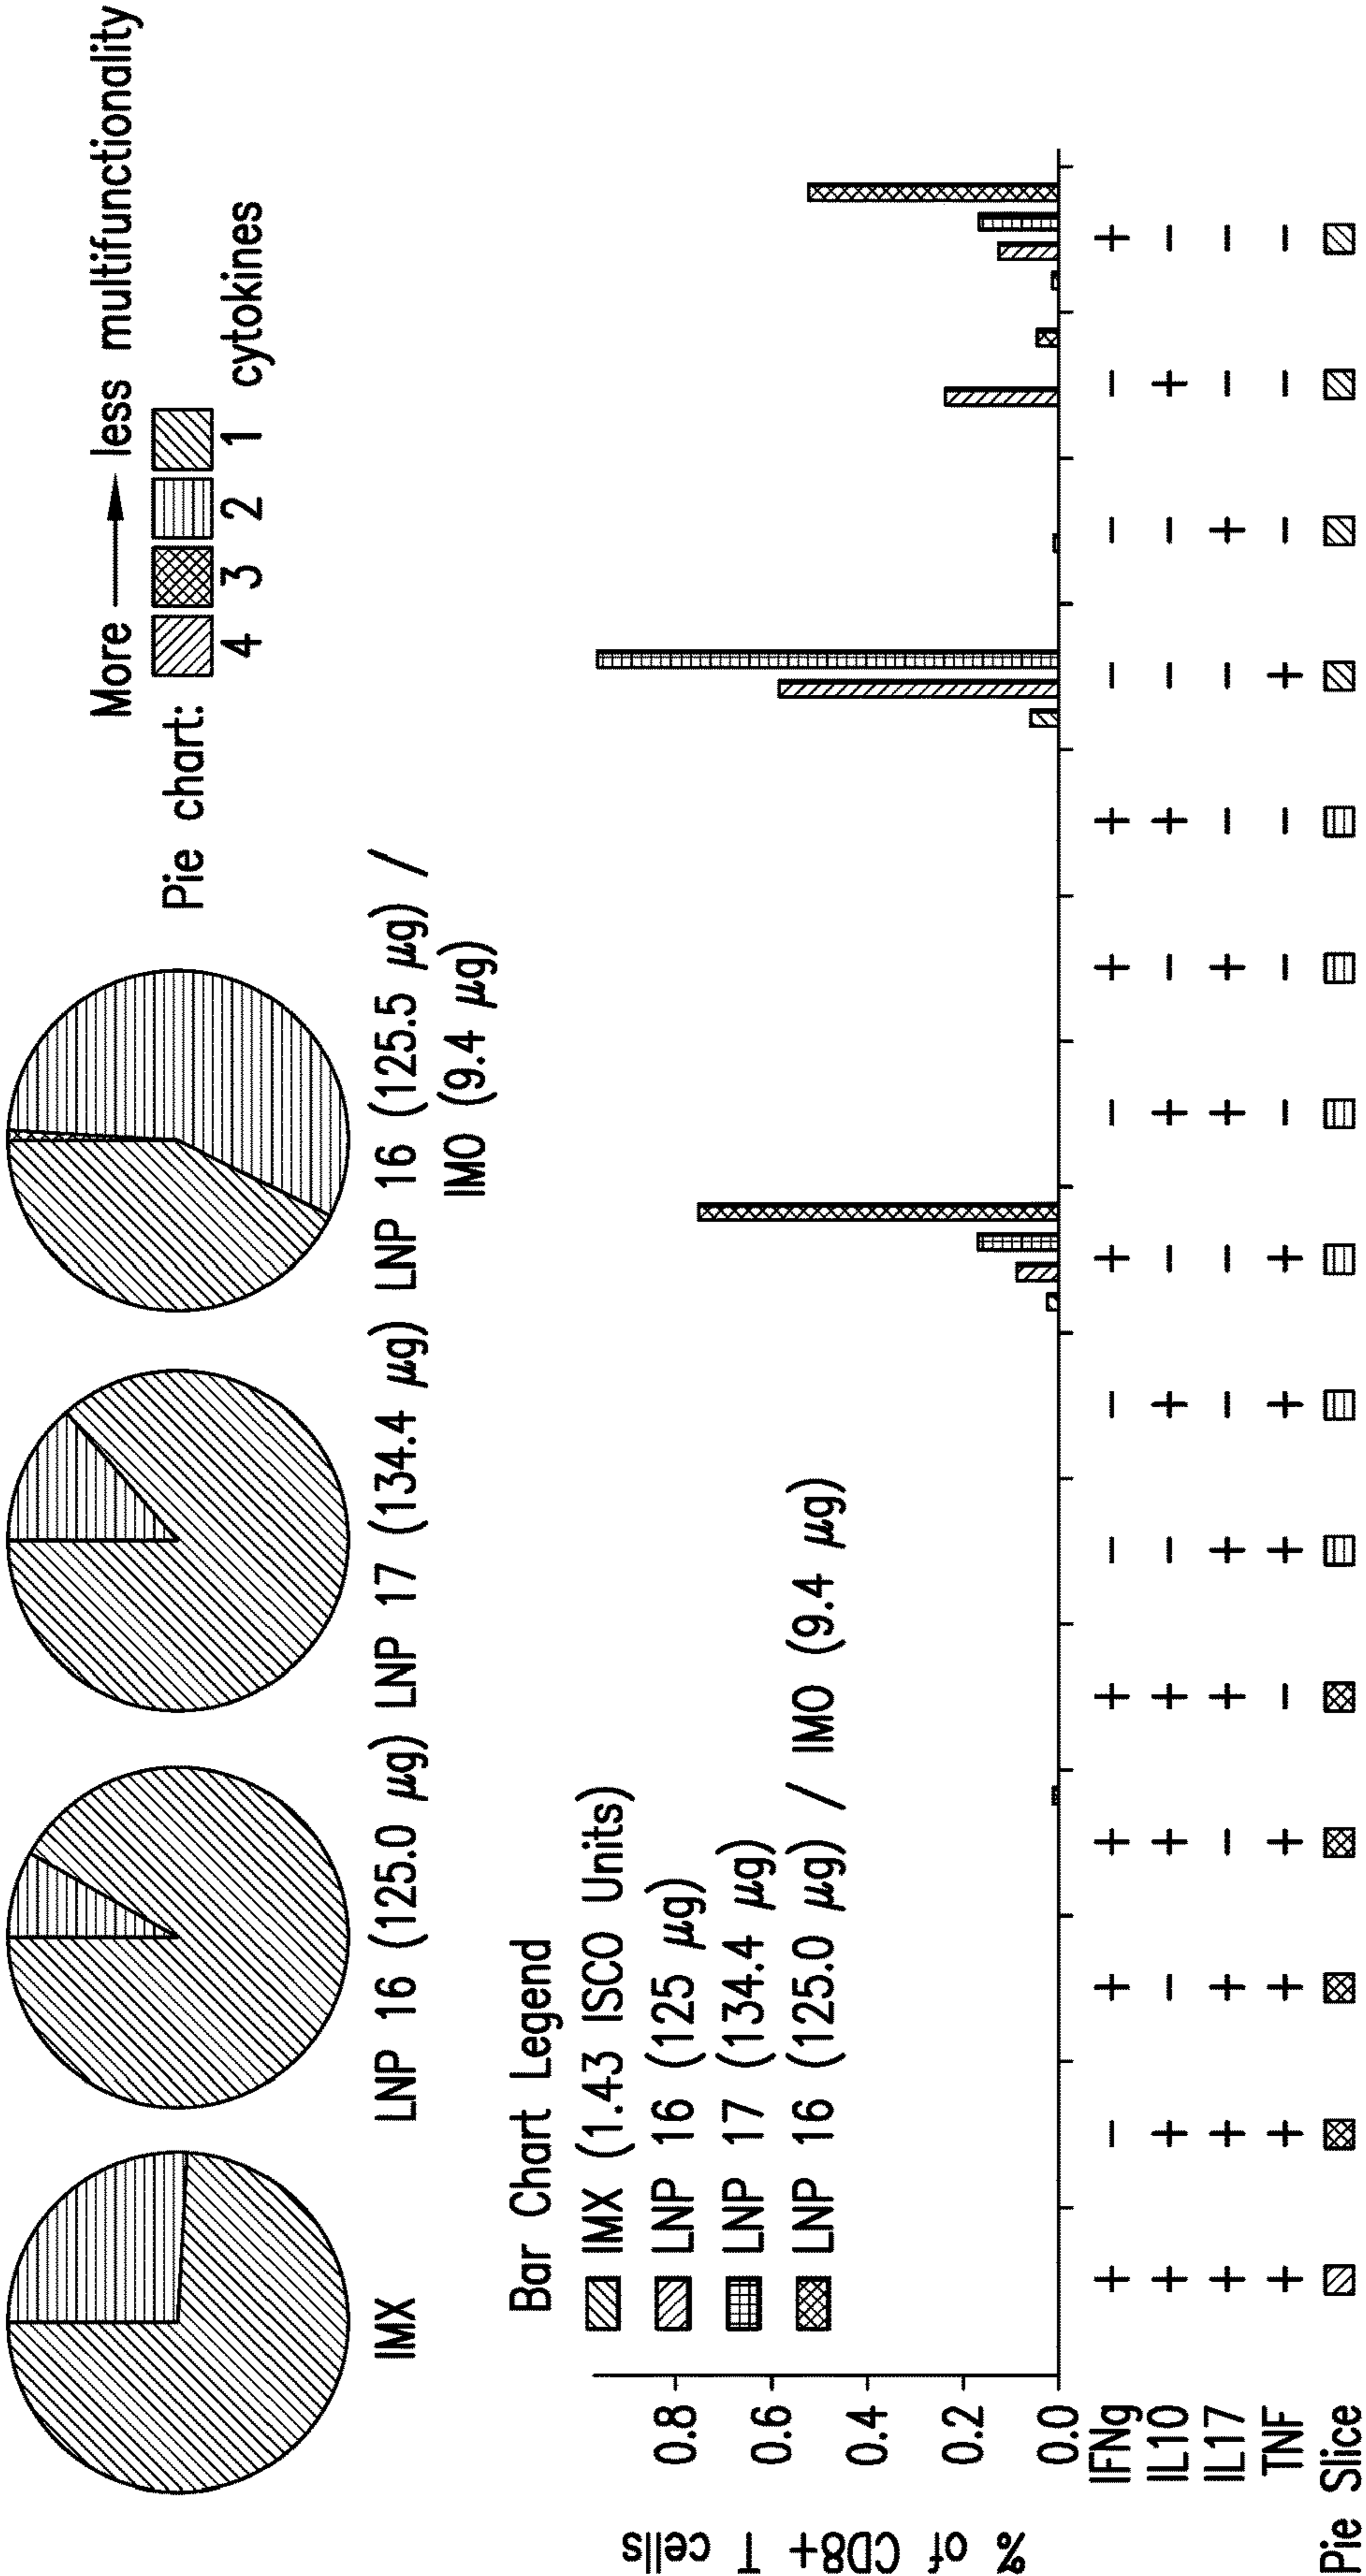 More → less multifunctionality
Pie chart:
4 3 2 1 cytokines
IMX
LNP 16 (125.0 μg)
LNP 17 (134.4 μg)
LNP 16 (125.5 μg) /
IMO (9.4 μg)
Bar Chart Legend
IMX (1.43 ISCO Units)
LNP 16 (125 μg)
LNP 17 (134.4 μg)
LNP 16 (125.0 μg) / IMO (9.4 μg)
% of CD8+ T cells
0.8
0.6
0.4
0.2
0.0
IFNg + − + + + − − + − + + − − − +
IL10 + + − + + − + − + − + − − + −
IL17 + + + − + + − − + + − − + − −
TNF + + + + − + + + − − − + − − −
Pie Slice